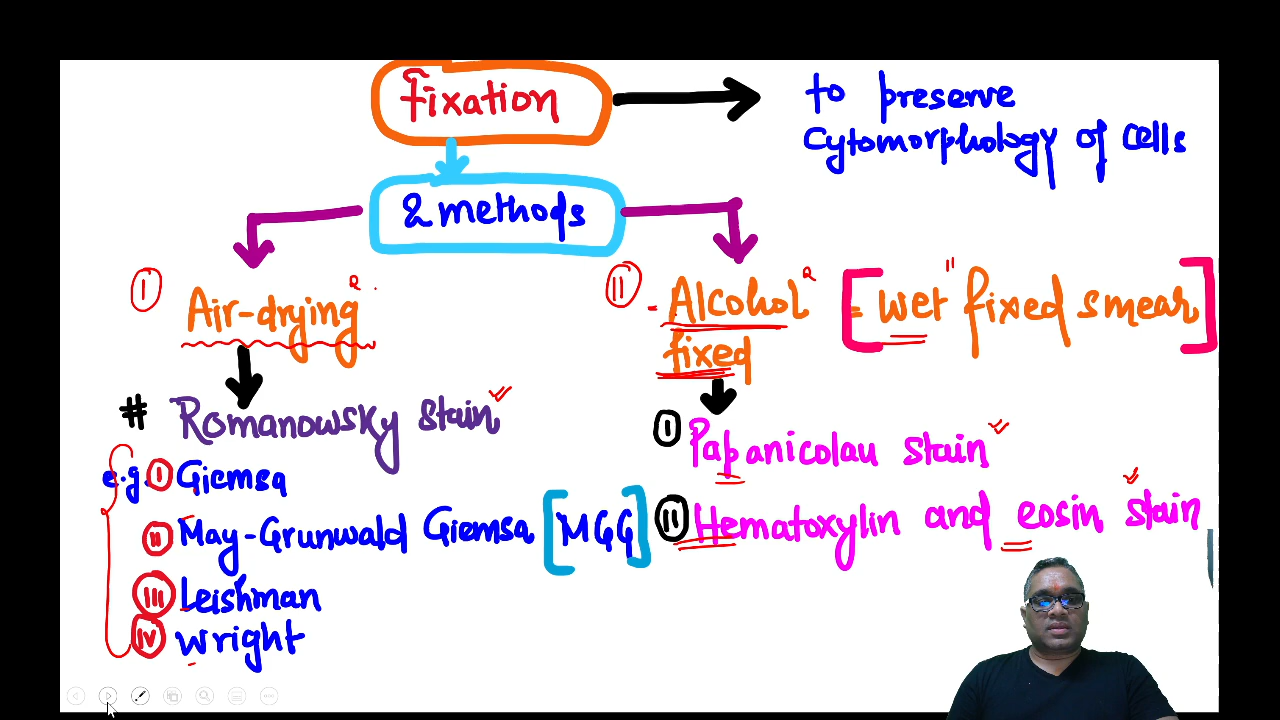 Fixation
to preserve
Cytomorphology of cells
2 methods
I Air-drying
II Alcohol
fixed
[= "wet" fixed smear]
# Romanowsky stain
e.g. I Giemsa
II May-Grunwald Giemsa [MGG]
III Leishman
IV Wright
I Papanicolau stain
II Hematoxylin and eosin stain